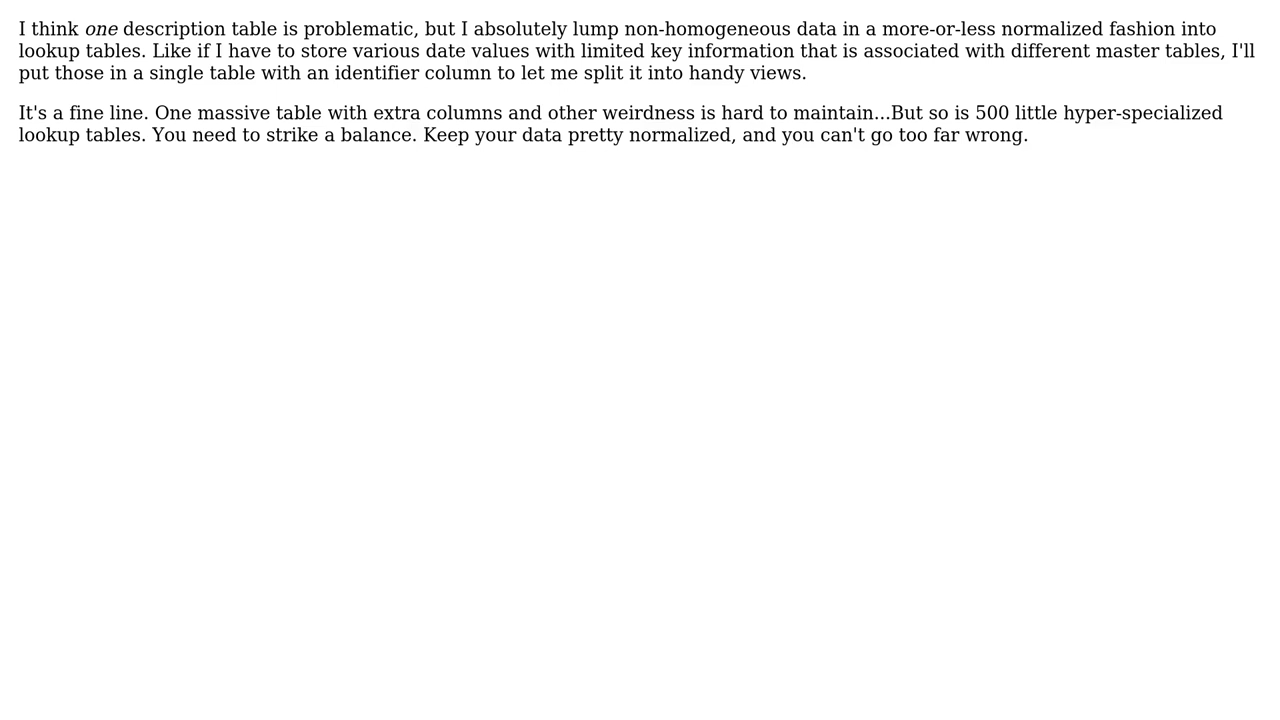 I think one description table is problematic, but I absolutely lump non-homogeneous data in a more-or-less normalized fashion into
lookup tables. Like if I have to store various date values with limited key information that is associated with different master tables, I'll
put those in a single table with an identifier column to let me split it into handy views.
It's a fine line. One massive table with extra columns and other weirdness is hard to maintain...But so is 500 little hyper-specialized
lookup tables. You need to strike a balance. Keep your data pretty normalized, and you can't go too far wrong.